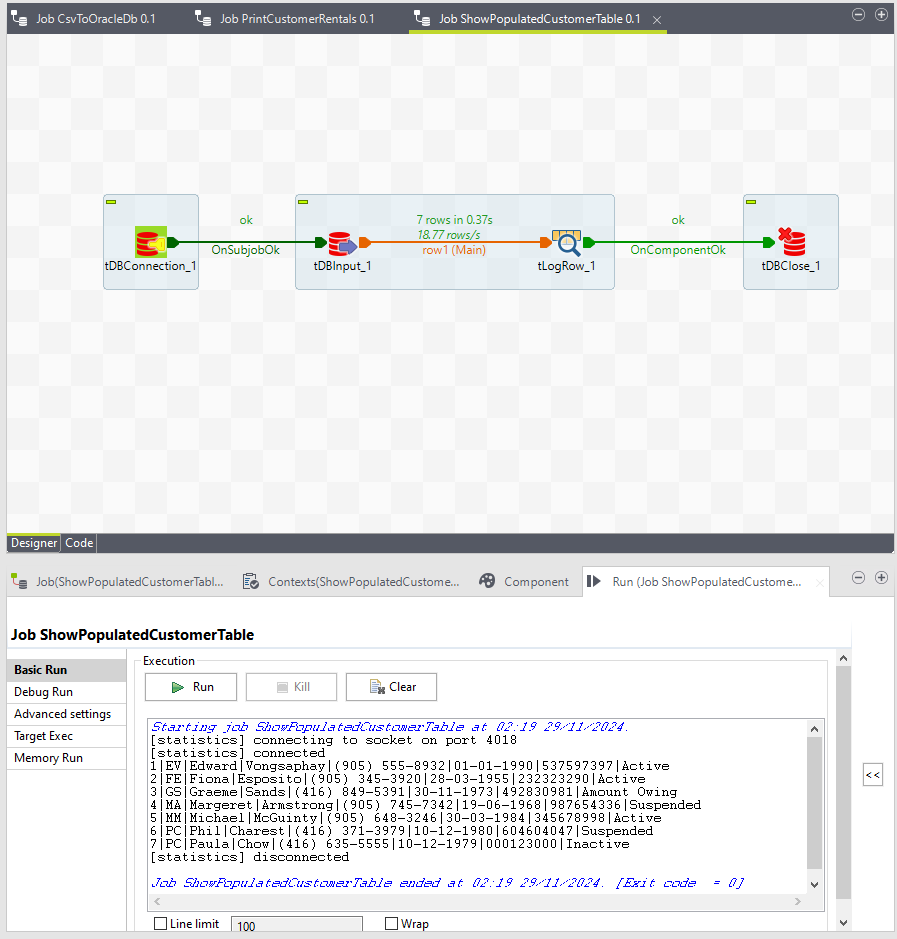 Job CsvToOracleDb 0.1 Job PrintCustomerRentals 0.1 Job ShowPopulatedCustomerTable 0.1
ok 7 rows in 0.37s ok
18.77 rows/s
OnSubjobOk row1 (Main) OnComponentOk
tDBConnection_1 tDBInput_1 tLogRow_1 tDBClose_1
Designer Code
Job(ShowPopulatedCustomerTabl... Contexts(ShowPopulatedCustome... Component Run (Job ShowPopulatedCustome...
Job ShowPopulatedCustomerTable
Basic Run
Debug Run
Advanced settings
Target Exec
Memory Run
Execution
Run Kill Clear
Starting job ShowPopulatedCustomerTable at 02:19 29/11/2024.
[statistics] connecting to socket on port 4018
[statistics] connected
1|EV|Edward|Vongsaphay|(905) 555-8932|01-01-1990|537597397|Active
2|FE|Fiona|Esposito|(905) 345-3920|28-03-1955|232323290|Active
3|GS|Graeme|Sands|(416) 849-5391|30-11-1973|492830981|Amount Owing
4|MA|Margeret|Armstrong|(905) 745-7342|19-06-1968|987654336|Suspended
5|MM|Michael|McGuinty|(905) 648-3246|30-03-1984|345678998|Active
6|PC|Phil|Charest|(416) 371-3979|10-12-1980|604604047|Suspended
7|PC|Paula|Chow|(416) 635-5555|10-12-1979|000123000|Inactive
[statistics] disconnected
Job ShowPopulatedCustomerTable ended at 02:19 29/11/2024. [Exit code  = 0]
<<
Line limit 100 Wrap